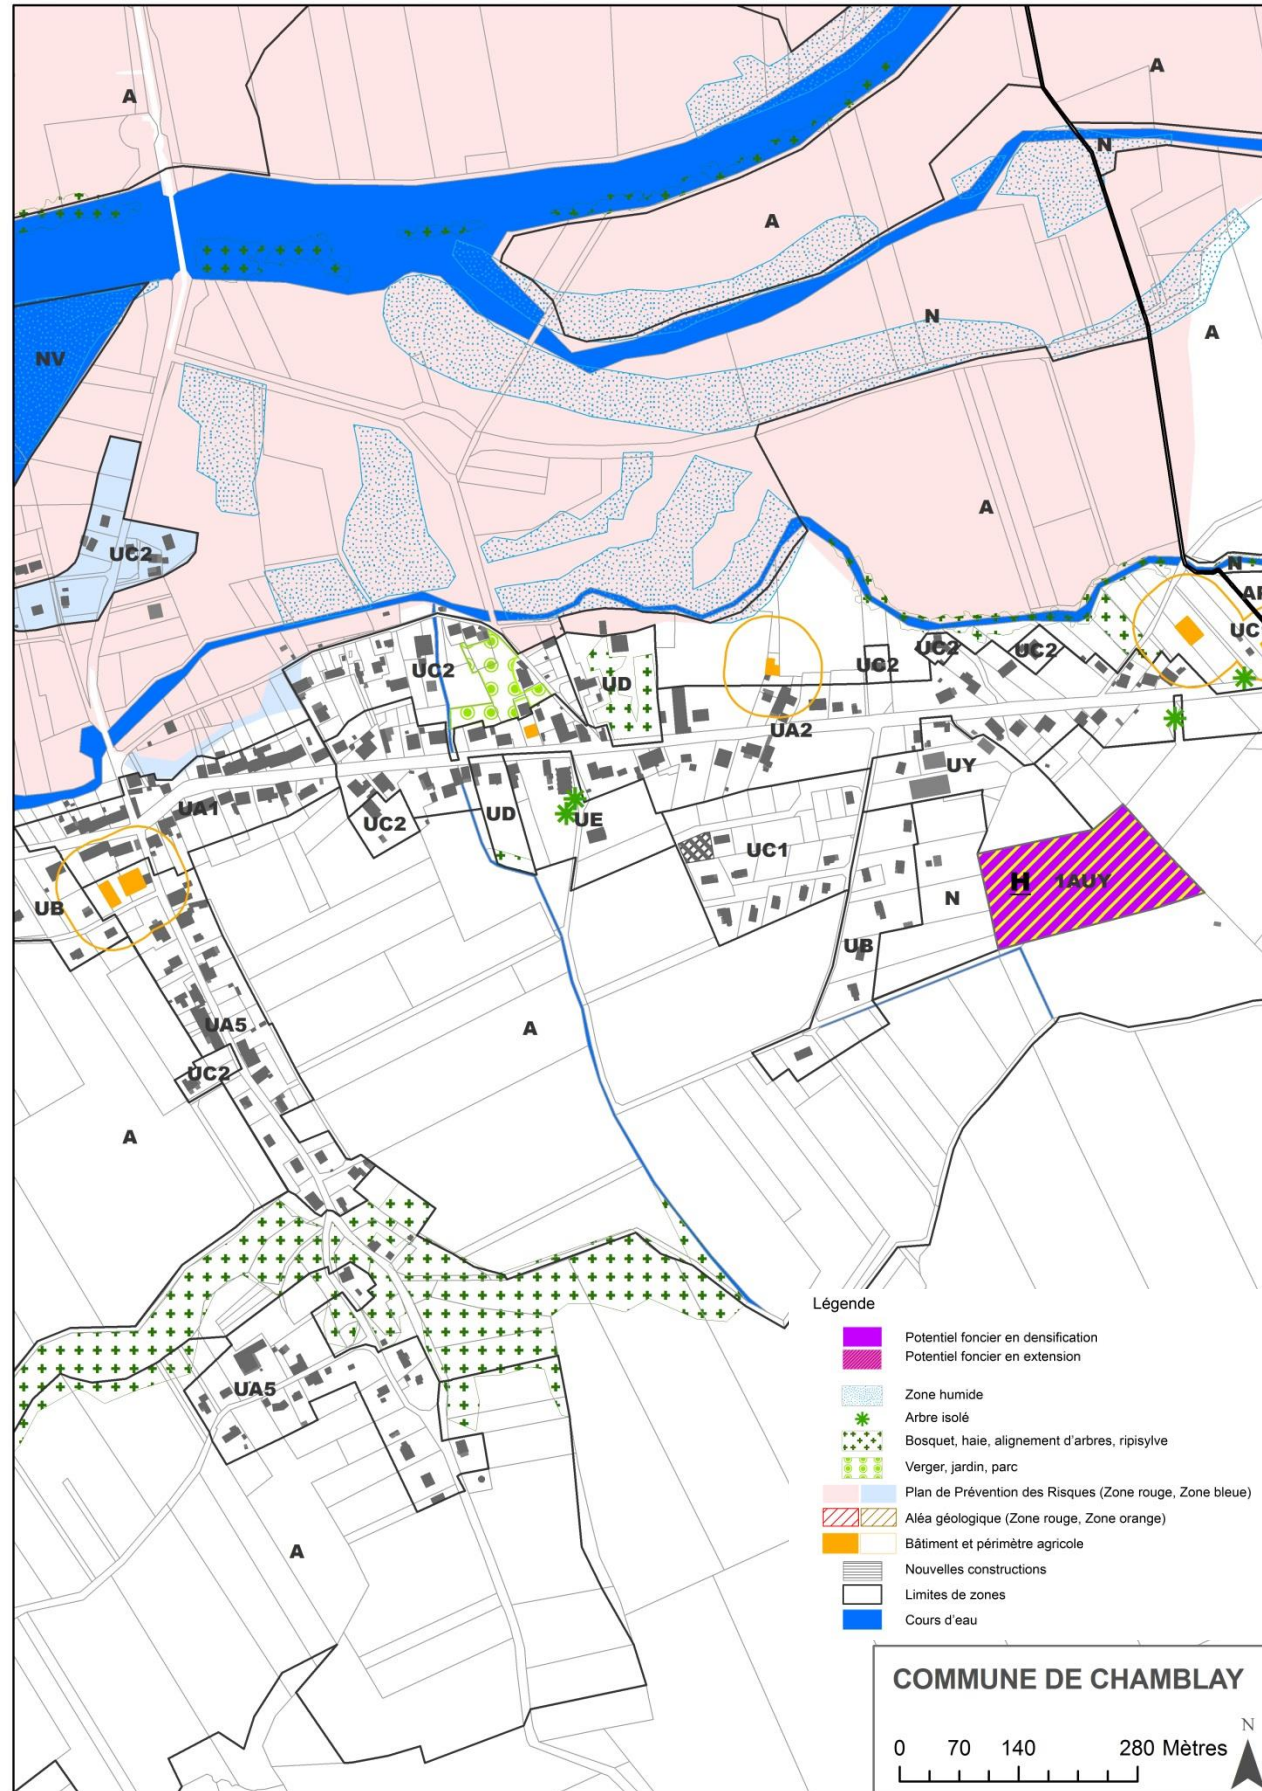 A
A
N
A
N
A
NV
A
UC2
N
AP
UC
UC2
UC2
UC2
UC2
UD
UA2
UY
UA1
UC2
UD
UE
UC1
H 1AUY
UB
N
UB
A
UA5
UC2
A
UA5
A
Légende
Potentiel foncier en densification
Potentiel foncier en extension
Zone humide
Arbre isolé
Bosquet, haie, alignement d'arbres, ripisylve
Verger, jardin, parc
Plan de Prévention des Risques (Zone rouge, Zone bleue)
Aléa géologique (Zone rouge, Zone orange)
Bâtiment et périmètre agricole
Nouvelles constructions
Limites de zones
Cours d'eau
COMMUNE DE CHAMBLAY
N
0 70 140 280 Mètres